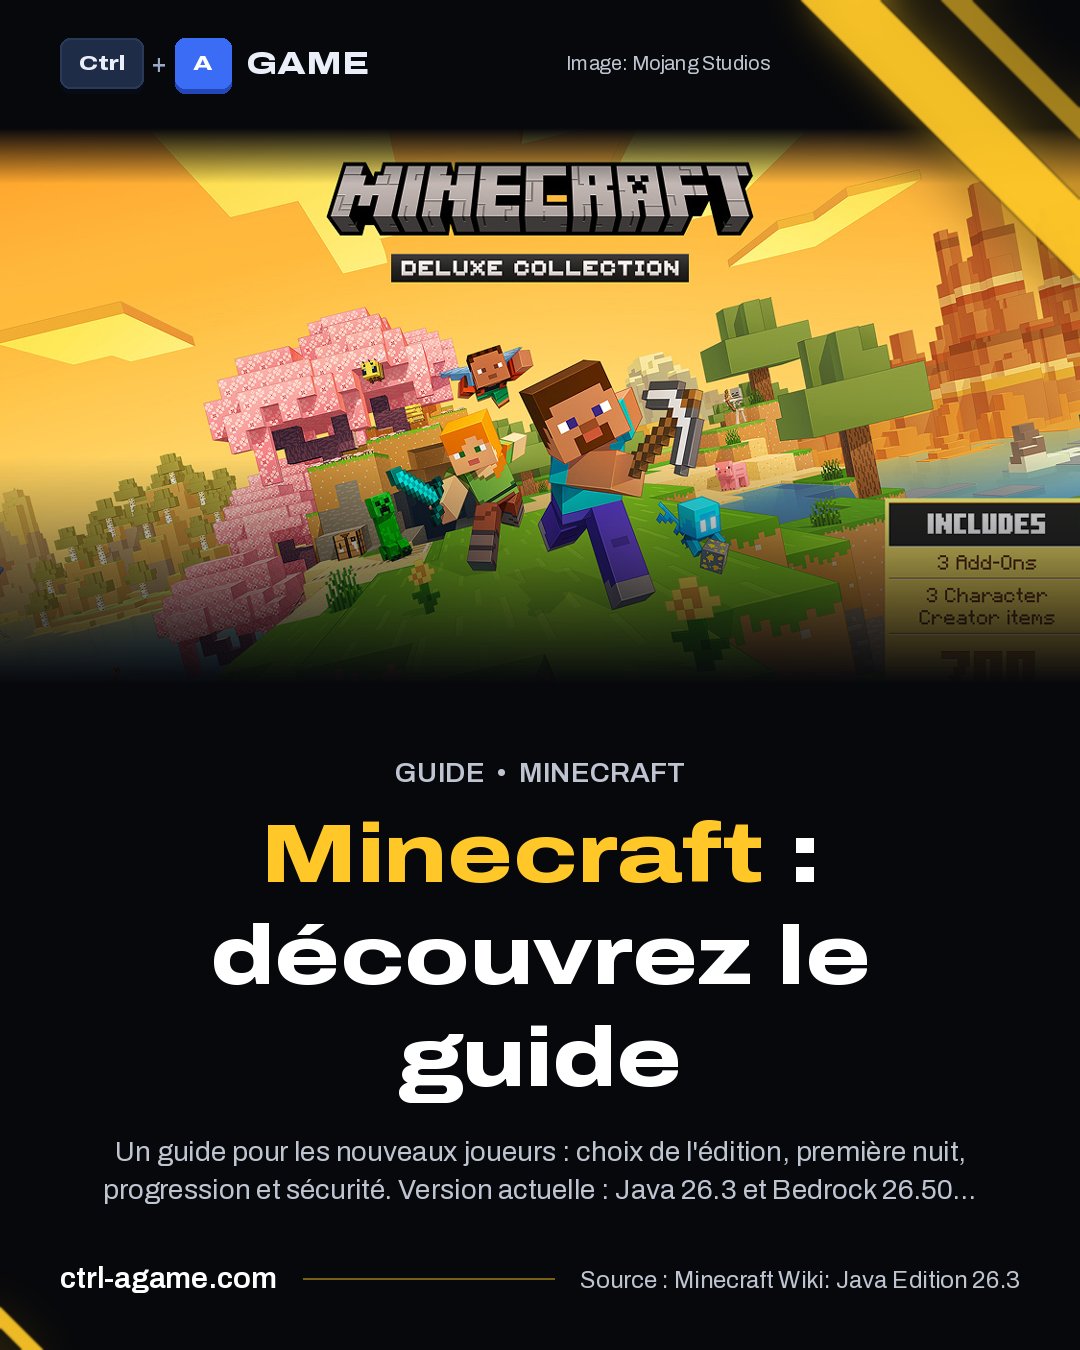 Ctrl + A GAME
Image: Mojang Studios
MINECRAFT
DELUXE COLLECTION
INCLUDES
3 Add-Ons
3 Character
Creator items
GUIDE • MINECRAFT
Minecraft :
découvrez le
guide
Un guide pour les nouveaux joueurs : choix de l'édition, première nuit,
progression et sécurité. Version actuelle : Java 26.3 et Bedrock 26.50...
ctrl-agame.com
Source : Minecraft Wiki: Java Edition 26.3